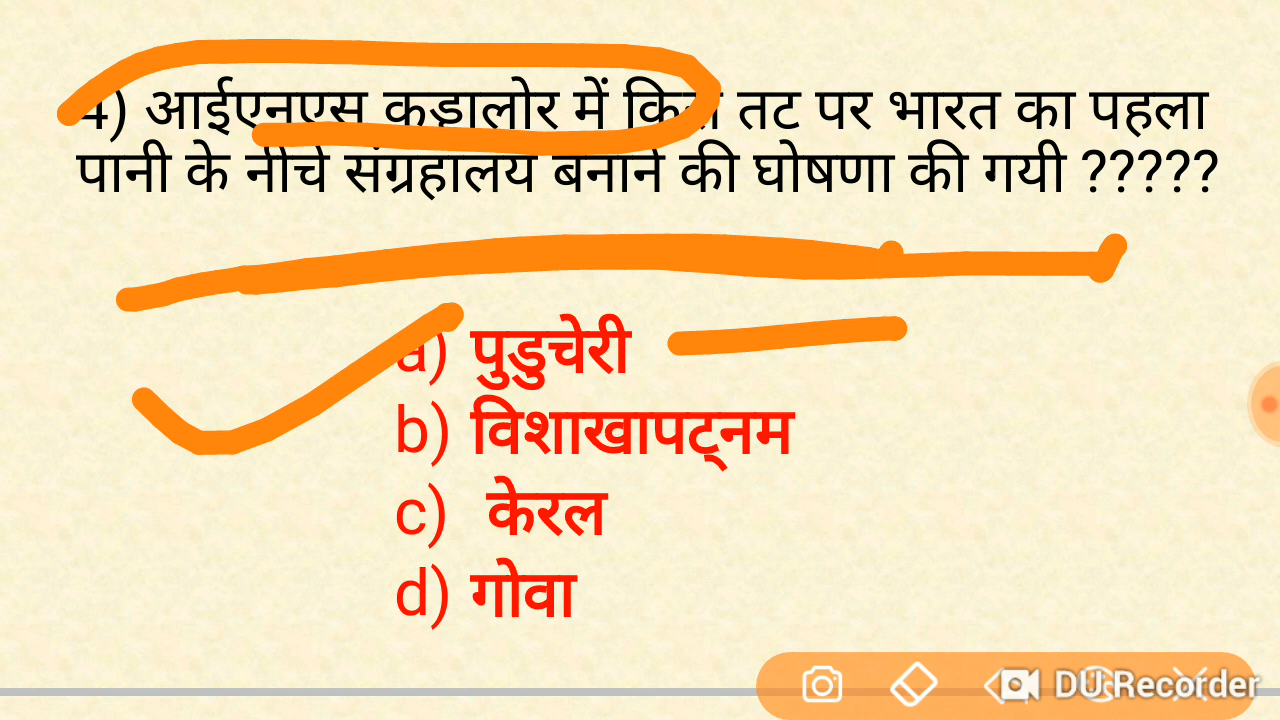 4) आईएनएस कड़ालोर में किस तट पर भारत का पहला
पानी के नीचे संग्रहालय बनाने की घोषणा की गयी ?????
a) पुडुचेरी
b) विशाखापट्नम
c) केरल
d) गोवा
DU Recorder